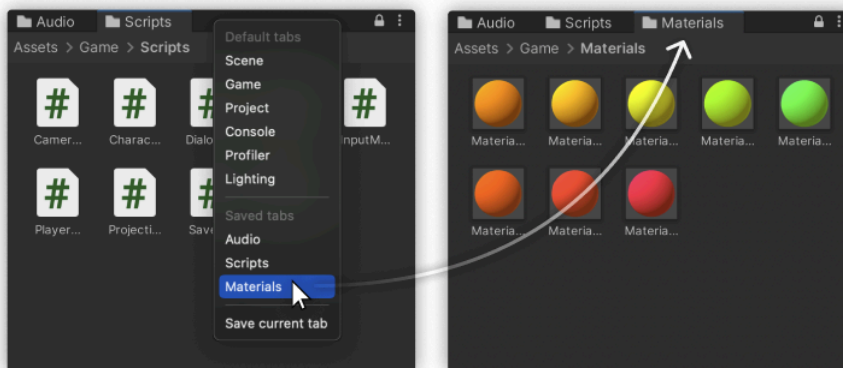 Audio Scripts
Assets > Game > Scripts
Camer... Charac... Dialo InputM...
Player... Projecti... Save
Default tabs
Scene
Game
Project
Console
Profiler
Lighting
Saved tabs
Audio
Scripts
Materials
Save current tab
Audio Scripts Materials
Assets > Game > Materials
Materia... Materia... Materia... Materia... Materia...
Materia... Materia... Materia...